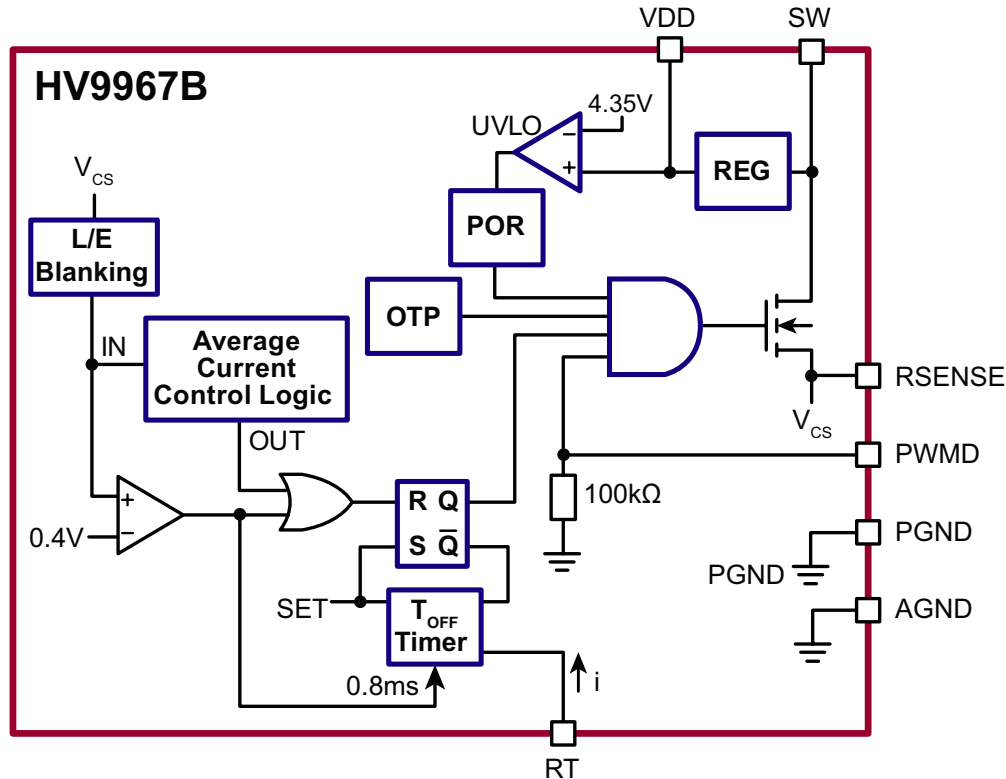 VDD SW
HV9967B
4.35V
UVLO
−
+
REG
VCS
L/E
Blanking
POR
OTP
IN
Average
Current
Control Logic
OUT
RSENSE
VCS
PWMD
+
−
0.4V
R Q
S Q̅
100kΩ
PGND
PGND
SET
TOFF
Timer
AGND
0.8ms
i
RT